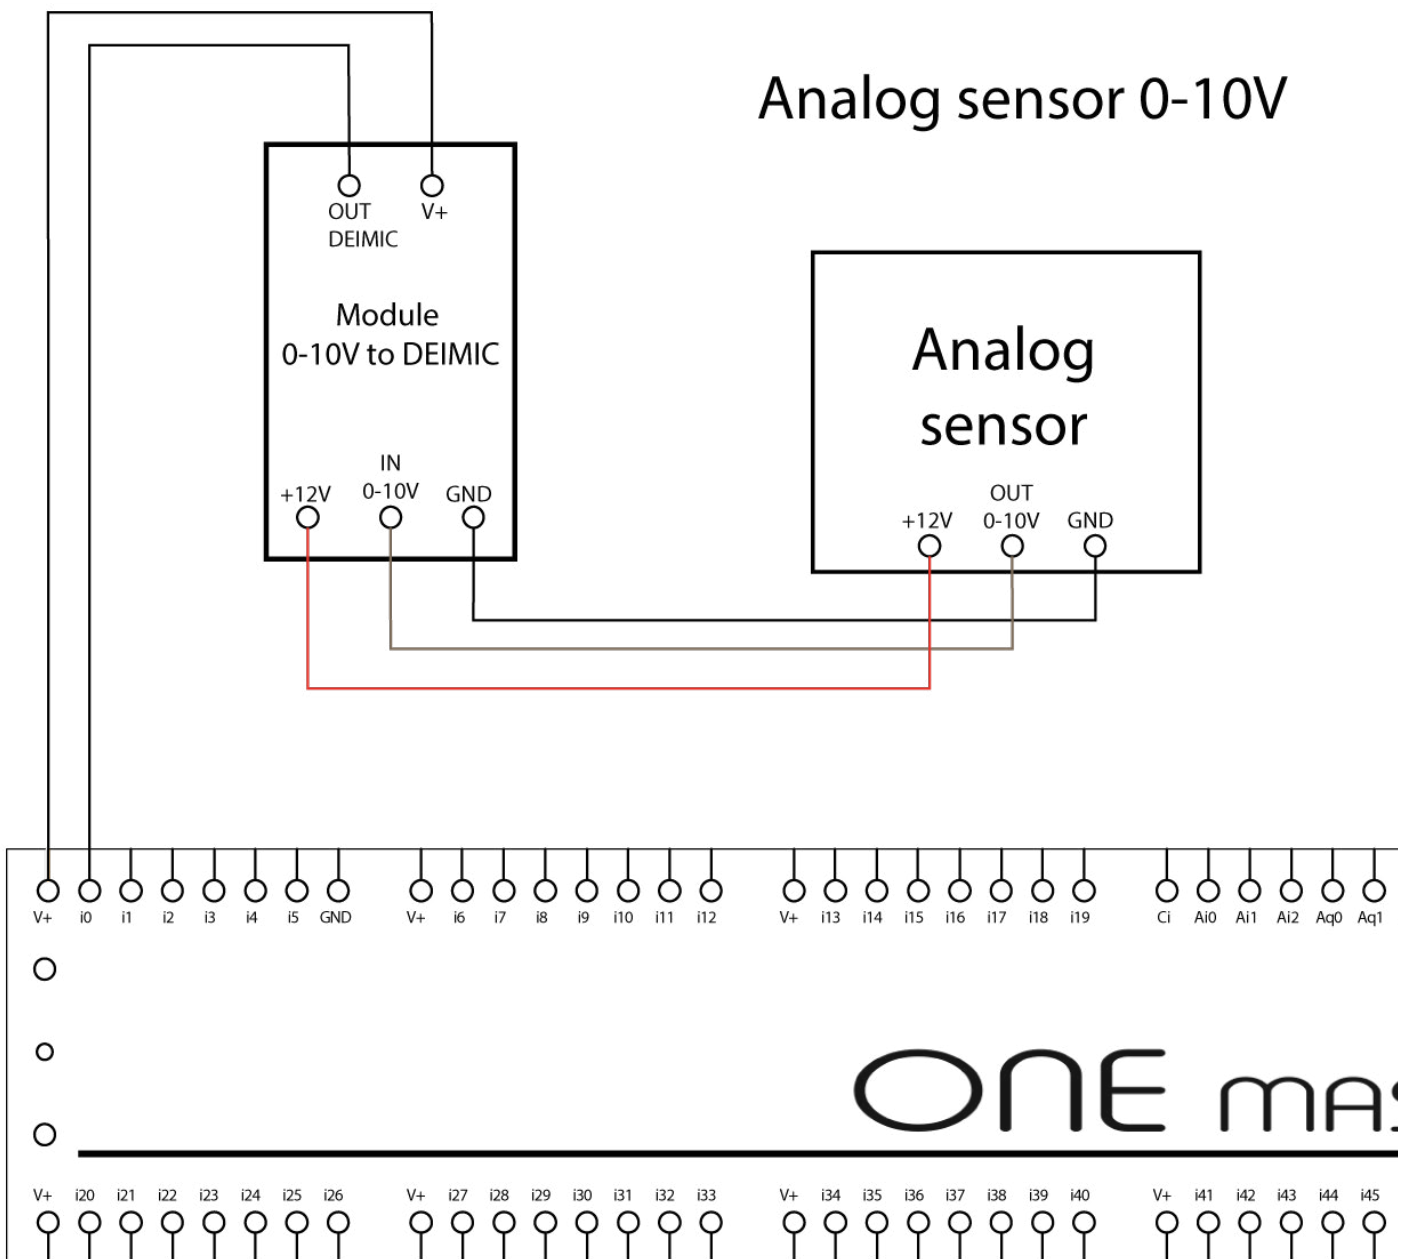 Analog sensor 0-10V
OUT
DEIMIC
V+
Module
0-10V to DEIMIC
+12V
IN
0-10V
GND
Analog
sensor
+12V
OUT
0-10V
GND
V+ i0 i1 i2 i3 i4 i5 GND V+ i6 i7 i8 i9 i10 i11 i12 V+ i13 i14 i15 i16 i17 i18 i19 Ci Ai0 Ai1 Ai2 Aq0 Aq1
ONE MAS
V+ i20 i21 i22 i23 i24 i25 i26 V+ i27 i28 i29 i30 i31 i32 i33 V+ i34 i35 i36 i37 i38 i39 i40 V+ i41 i42 i43 i44 i45